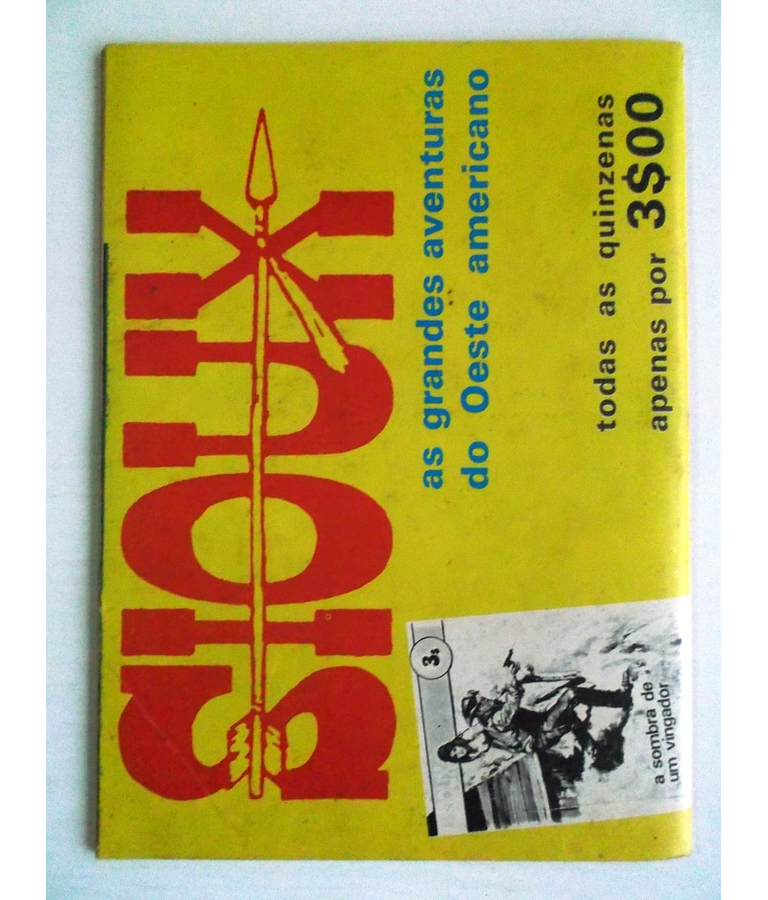 SIOUX
as grandes aventuras
do Oeste americano
todas as quinzenas
apenas por 3$00
3$
a sombra de
um vingador